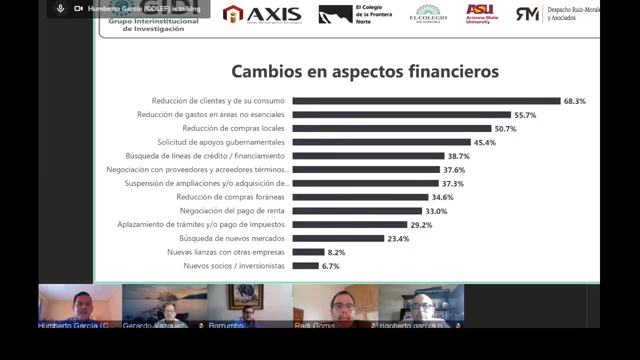 Humberto García (COLEF) is talking
Grupo Interinstitucional
de Investigación
AXIS
El Colegio
de la Frontera
Norte
EL COLEGIO
DE SONORA
ASU
Arizona State
University
RM
Despacho Ruiz-Morale
y Asociados
Cambios en aspectos financieros
Reducción de clientes y de su consumo 68.3%
Reducción de gastos en áreas no esenciales 55.7%
Reducción de compras locales 50.7%
Solicitud de apoyos gubernamentales 45.4%
Búsqueda de líneas de crédito / financiamiento 38.7%
Negociación con proveedores y acreedores términos... 37.6%
Suspensión de ampliaciones y/o adquisición de... 37.3%
Reducción de compras foráneas 34.6%
Negociación del pago de renta 33.0%
Aplazamiento de trámites y/o pago de impuestos 29.2%
Búsqueda de nuevos mercados 23.4%
Nuevas lianzas con otras empresas 8.2%
Nuevos socios / inversionistas 6.7%
Humberto García (C...
Gerardo Vazquez
Borrumbo
Redi Gomis
rigoberto garcia o